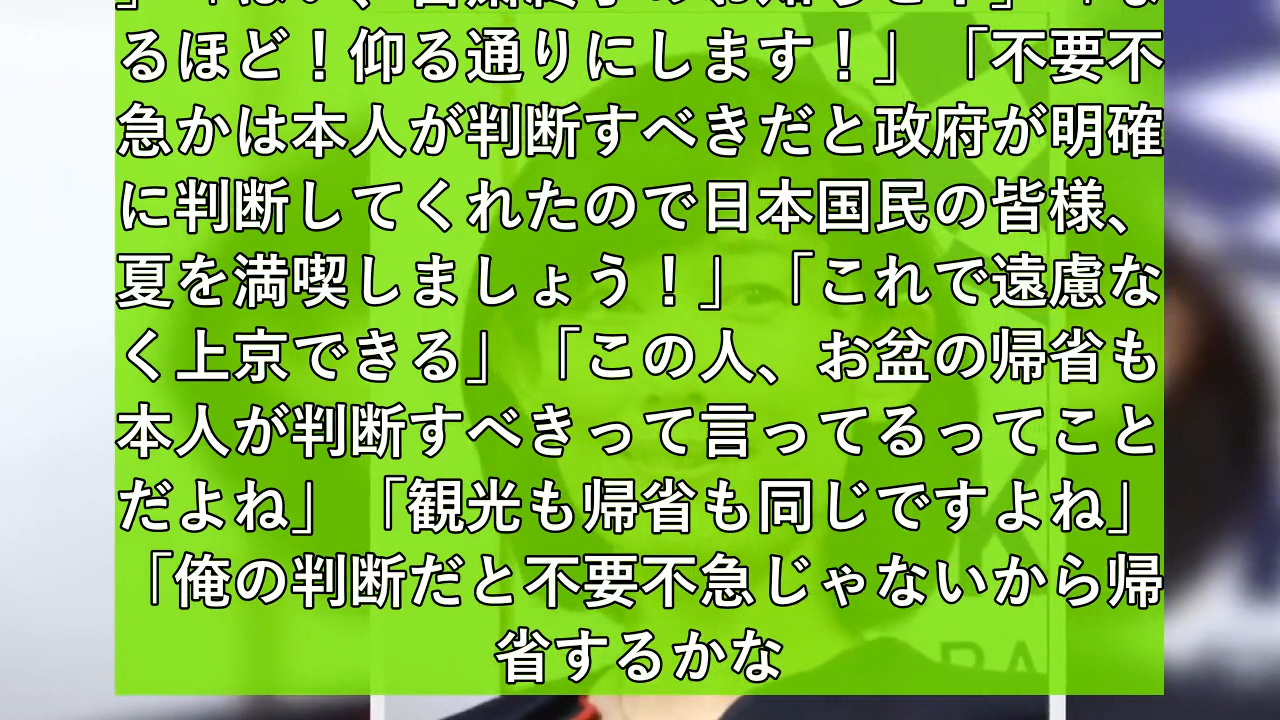 るほど！仰る通りにします！」「不要不
急かは本人が判断すべきだと政府が明確
に判断してくれたので日本国民の皆様、
夏を満喫しましょう！」「これで遠慮な
く上京できる」「この人、お盆の帰省も
本人が判断すべきって言ってるってこと
だよね」「観光も帰省も同じですよね」
「俺の判断だと不要不急じゃないから帰
省するかな